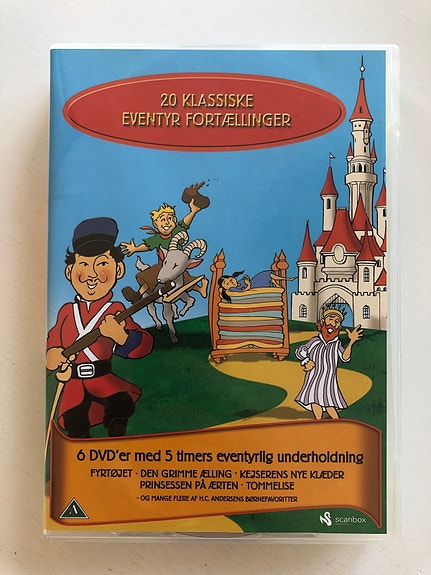 20 KLASSISKE
EVENTYR FORTÆLLINGER
6 DVD'er med 5 timers eventyrlig underholdning
FYRTØJET · DEN GRIMME ÆLLING · KEJSERENS NYE KLÆDER
PRINSESSEN PÅ ÆRTEN · TOMMELISE
- OG MANGE FLERE AF H.C. ANDERSENS BØRNEFAVORITTER
A
scanbox